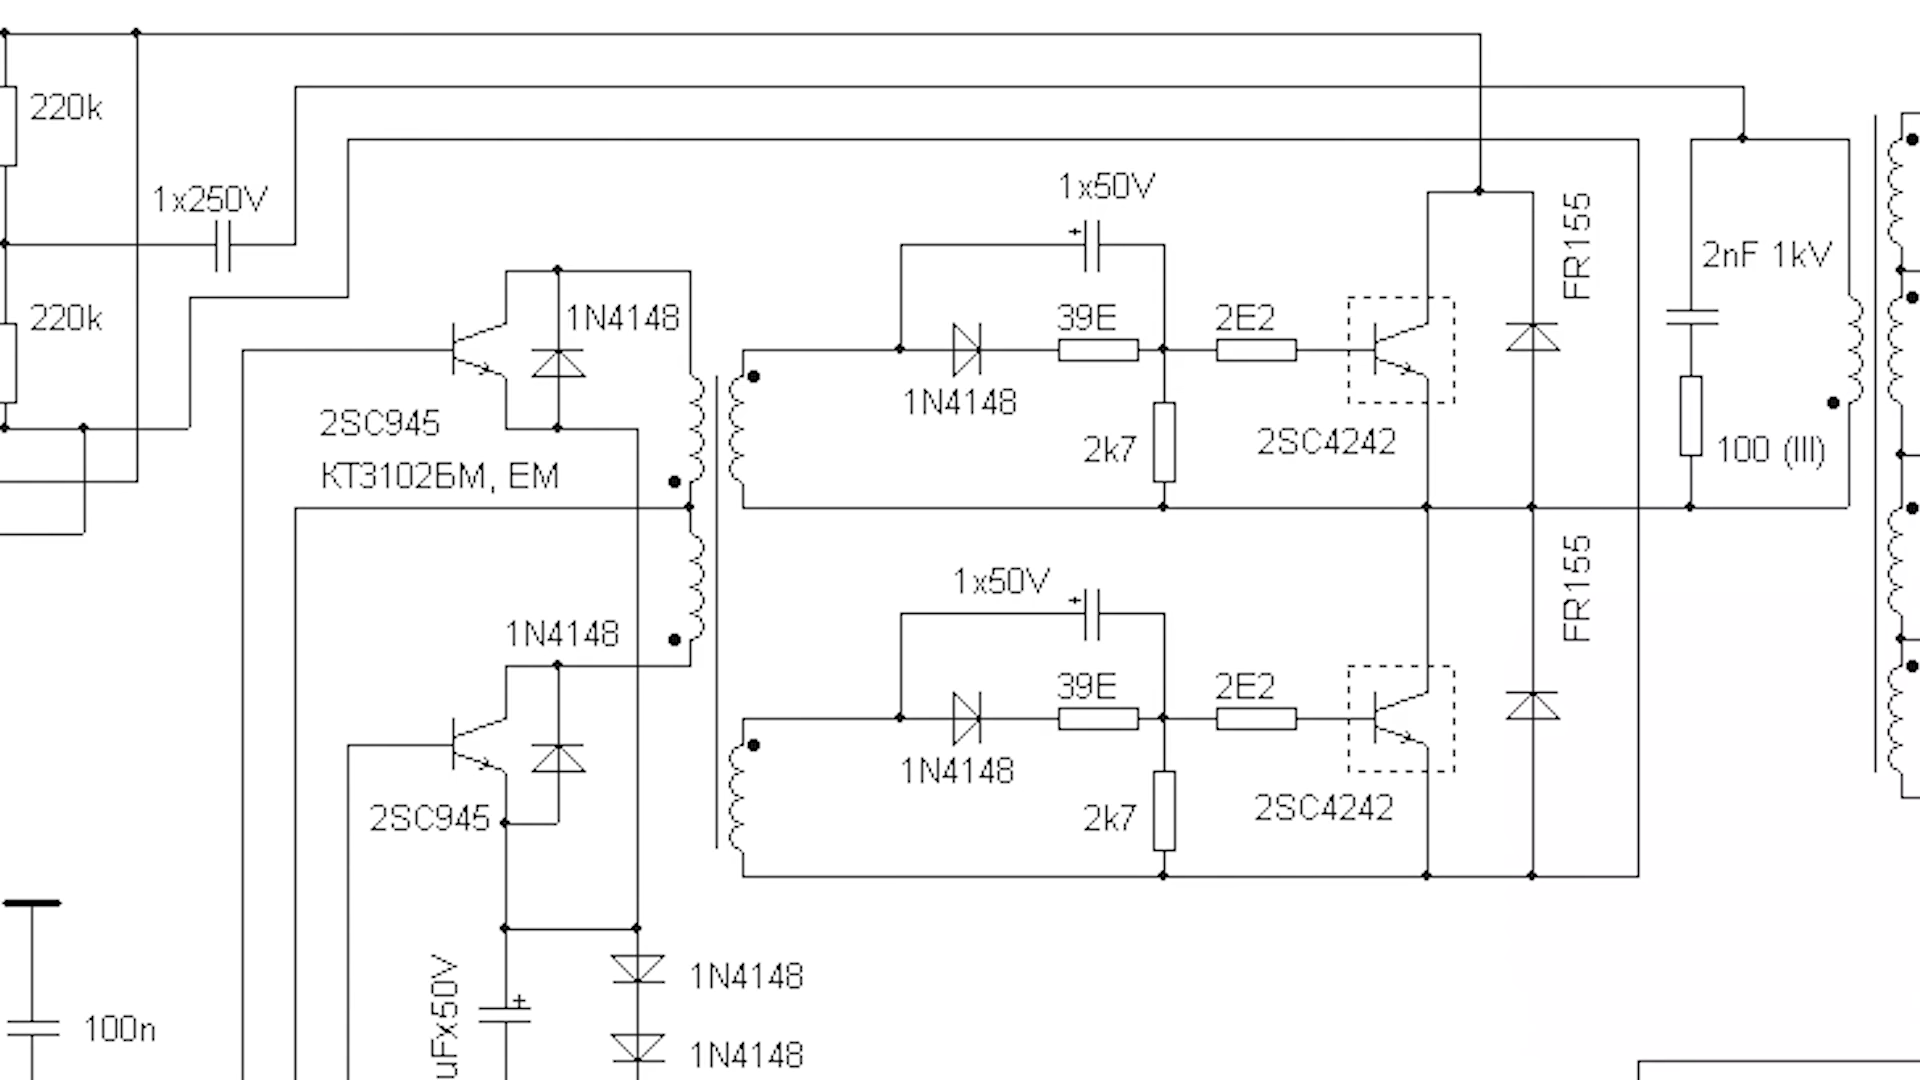 220k
1x250V
220k
1N4148
2SC945
КТ3102БМ, ЕМ
1x50V
39E
2E2
1N4148
2k7
2SC4242
FR155
2nF 1kV
100 (III)
1N4148
2SC945
1x50V
39E
2E2
1N4148
2k7
2SC4242
FR155
100n
uFx50V
1N4148
1N4148